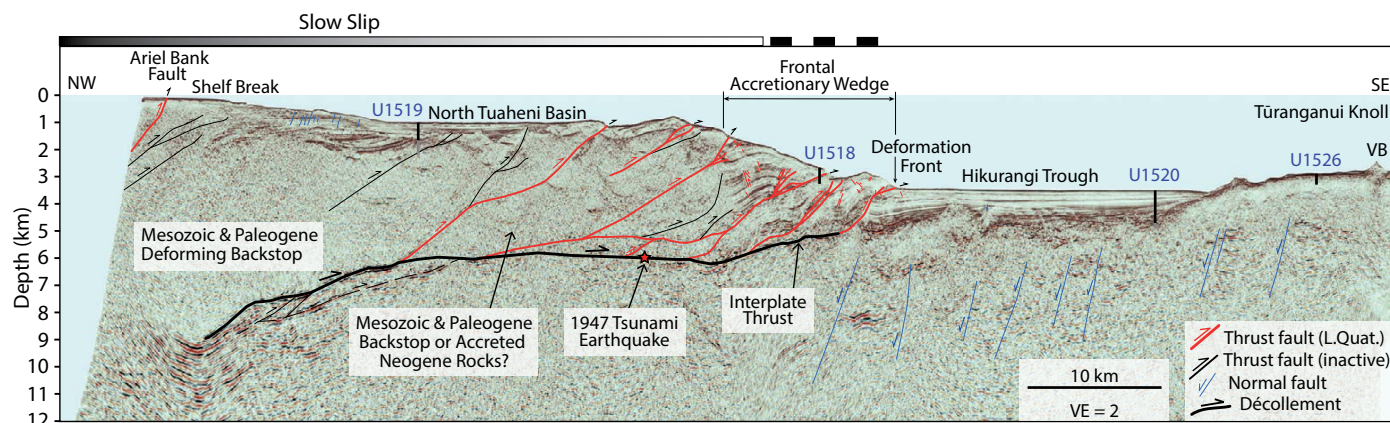 Slow Slip
Ariel Bank
Fault
Shelf Break
NW
U1519
North Tuaheni Basin
Frontal
Accretionary Wedge
U1518
Deformation
Front
Hikurangi Trough
U1520
SE
Tūranganui Knoll
U1526
VB
Depth (km)
0
1
2
3
4
5
6
7
8
9
10
11
12
Mesozoic & Paleogene
Deforming Backstop
Mesozoic & Paleogene
Backstop or Accreted
Neogene Rocks?
1947 Tsunami
Earthquake
Interplate
Thrust
10 km
VE = 2
Thrust fault (L.Quat.)
Thrust fault (inactive)
Normal fault
Décollement